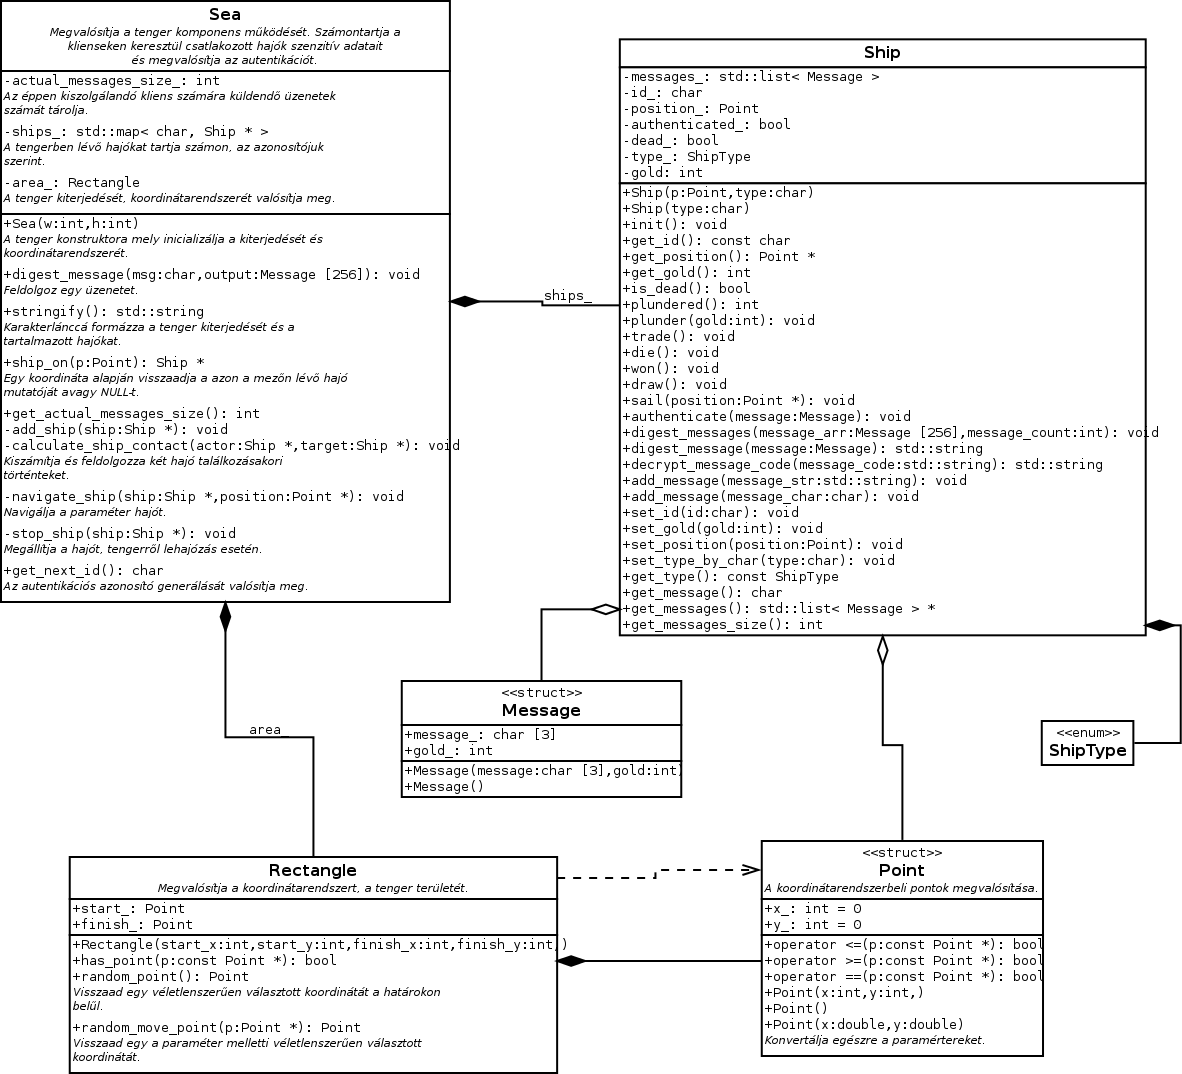 Sea
Megvalósítja a tenger komponens működését. Számontartja a
klienseken keresztül csatlakozott hajók szenzitív adatait
és megvalósítja az autentikációt.
-actual_messages_size_: int
Az éppen kiszolgálandó kliens számára küldendő üzenetek
számát tárolja.
-ships_: std::map< char, Ship * >
A tengerben lévő hajókat tartja számon, az azonosítójuk
szerint.
-area_: Rectangle
A tenger kiterjedését, koordinátarendszerét valósítja meg.
+Sea(w:int,h:int)
A tenger konstruktora mely inicializálja a kiterjedését és
koordinátarendszerét.
+digest_message(msg:char,output:Message [256]): void
Feldolgoz egy üzenetet.
+stringify(): std::string
Karakterlánccá formázza a tenger kiterjedését és a
tartalmazott hajókat.
+ship_on(p:Point): Ship *
Egy koordináta alapján visszaadja a azon a mezőn lévő hajó
mutatóját avagy NULL-t.
+get_actual_messages_size(): int
-add_ship(ship:Ship *): void
-calculate_ship_contact(actor:Ship *,target:Ship *): void
Kiszámítja és feldolgozza két hajó találkozásakori
történteket.
-navigate_ship(ship:Ship *,position:Point *): void
Navigálja a paraméter hajót.
-stop_ship(ship:Ship *): void
Megállítja a hajót, tengerről lehajózás esetén.
+get_next_id(): char
Az autentikációs azonosító generálását valósítja meg.
ships_
Ship
-messages_: std::list< Message >
-id_: char
-position_: Point
-authenticated_: bool
-dead_: bool
-type_: ShipType
-gold: int
+Ship(p:Point,type:char)
+Ship(type:char)
+init(): void
+get_id(): const char
+get_position(): Point *
+get_gold(): int
+is_dead(): bool
+plundered(): int
+plunder(gold:int): void
+trade(): void
+die(): void
+won(): void
+draw(): void
+sail(position:Point *): void
+authenticate(message:Message): void
+digest_messages(message_arr:Message [256],message_count:int): void
+digest_message(message:Message): std::string
+decrypt_message_code(message_code:std::string): std::string
+add_message(message_str:std::string): void
+add_message(message_char:char): void
+set_id(id:char): void
+set_gold(gold:int): void
+set_position(position:Point): void
+set_type_by_char(type:char): void
+get_type(): const ShipType
+get_message(): char
+get_messages(): std::list< Message > *
+get_messages_size(): int
<<struct>>
Message
+message_: char [3]
+gold_: int
+Message(message:char [3],gold:int)
+Message()
<<enum>>
ShipType
area_
Rectangle
Megvalósítja a koordinátarendszert, a tenger területét.
+start_: Point
+finish_: Point
+Rectangle(start_x:int,start_y:int,finish_x:int,finish_y:int,)
+has_point(p:const Point *): bool
+random_point(): Point
Visszaad egy véletlenszerűen választott koordinátát a határokon
belül.
+random_move_point(p:Point *): Point
Visszaad egy a paraméter melletti véletlenszerűen választott
koordinátát.
<<struct>>
Point
A koordinátarendszerbeli pontok megvalósítása.
+x_: int = 0
+y_: int = 0
+operator <=(p:const Point *): bool
+operator >=(p:const Point *): bool
+operator ==(p:const Point *): bool
+Point(x:int,y:int,)
+Point()
+Point(x:double,y:double)
Konvertálja egészre a paramértereket.